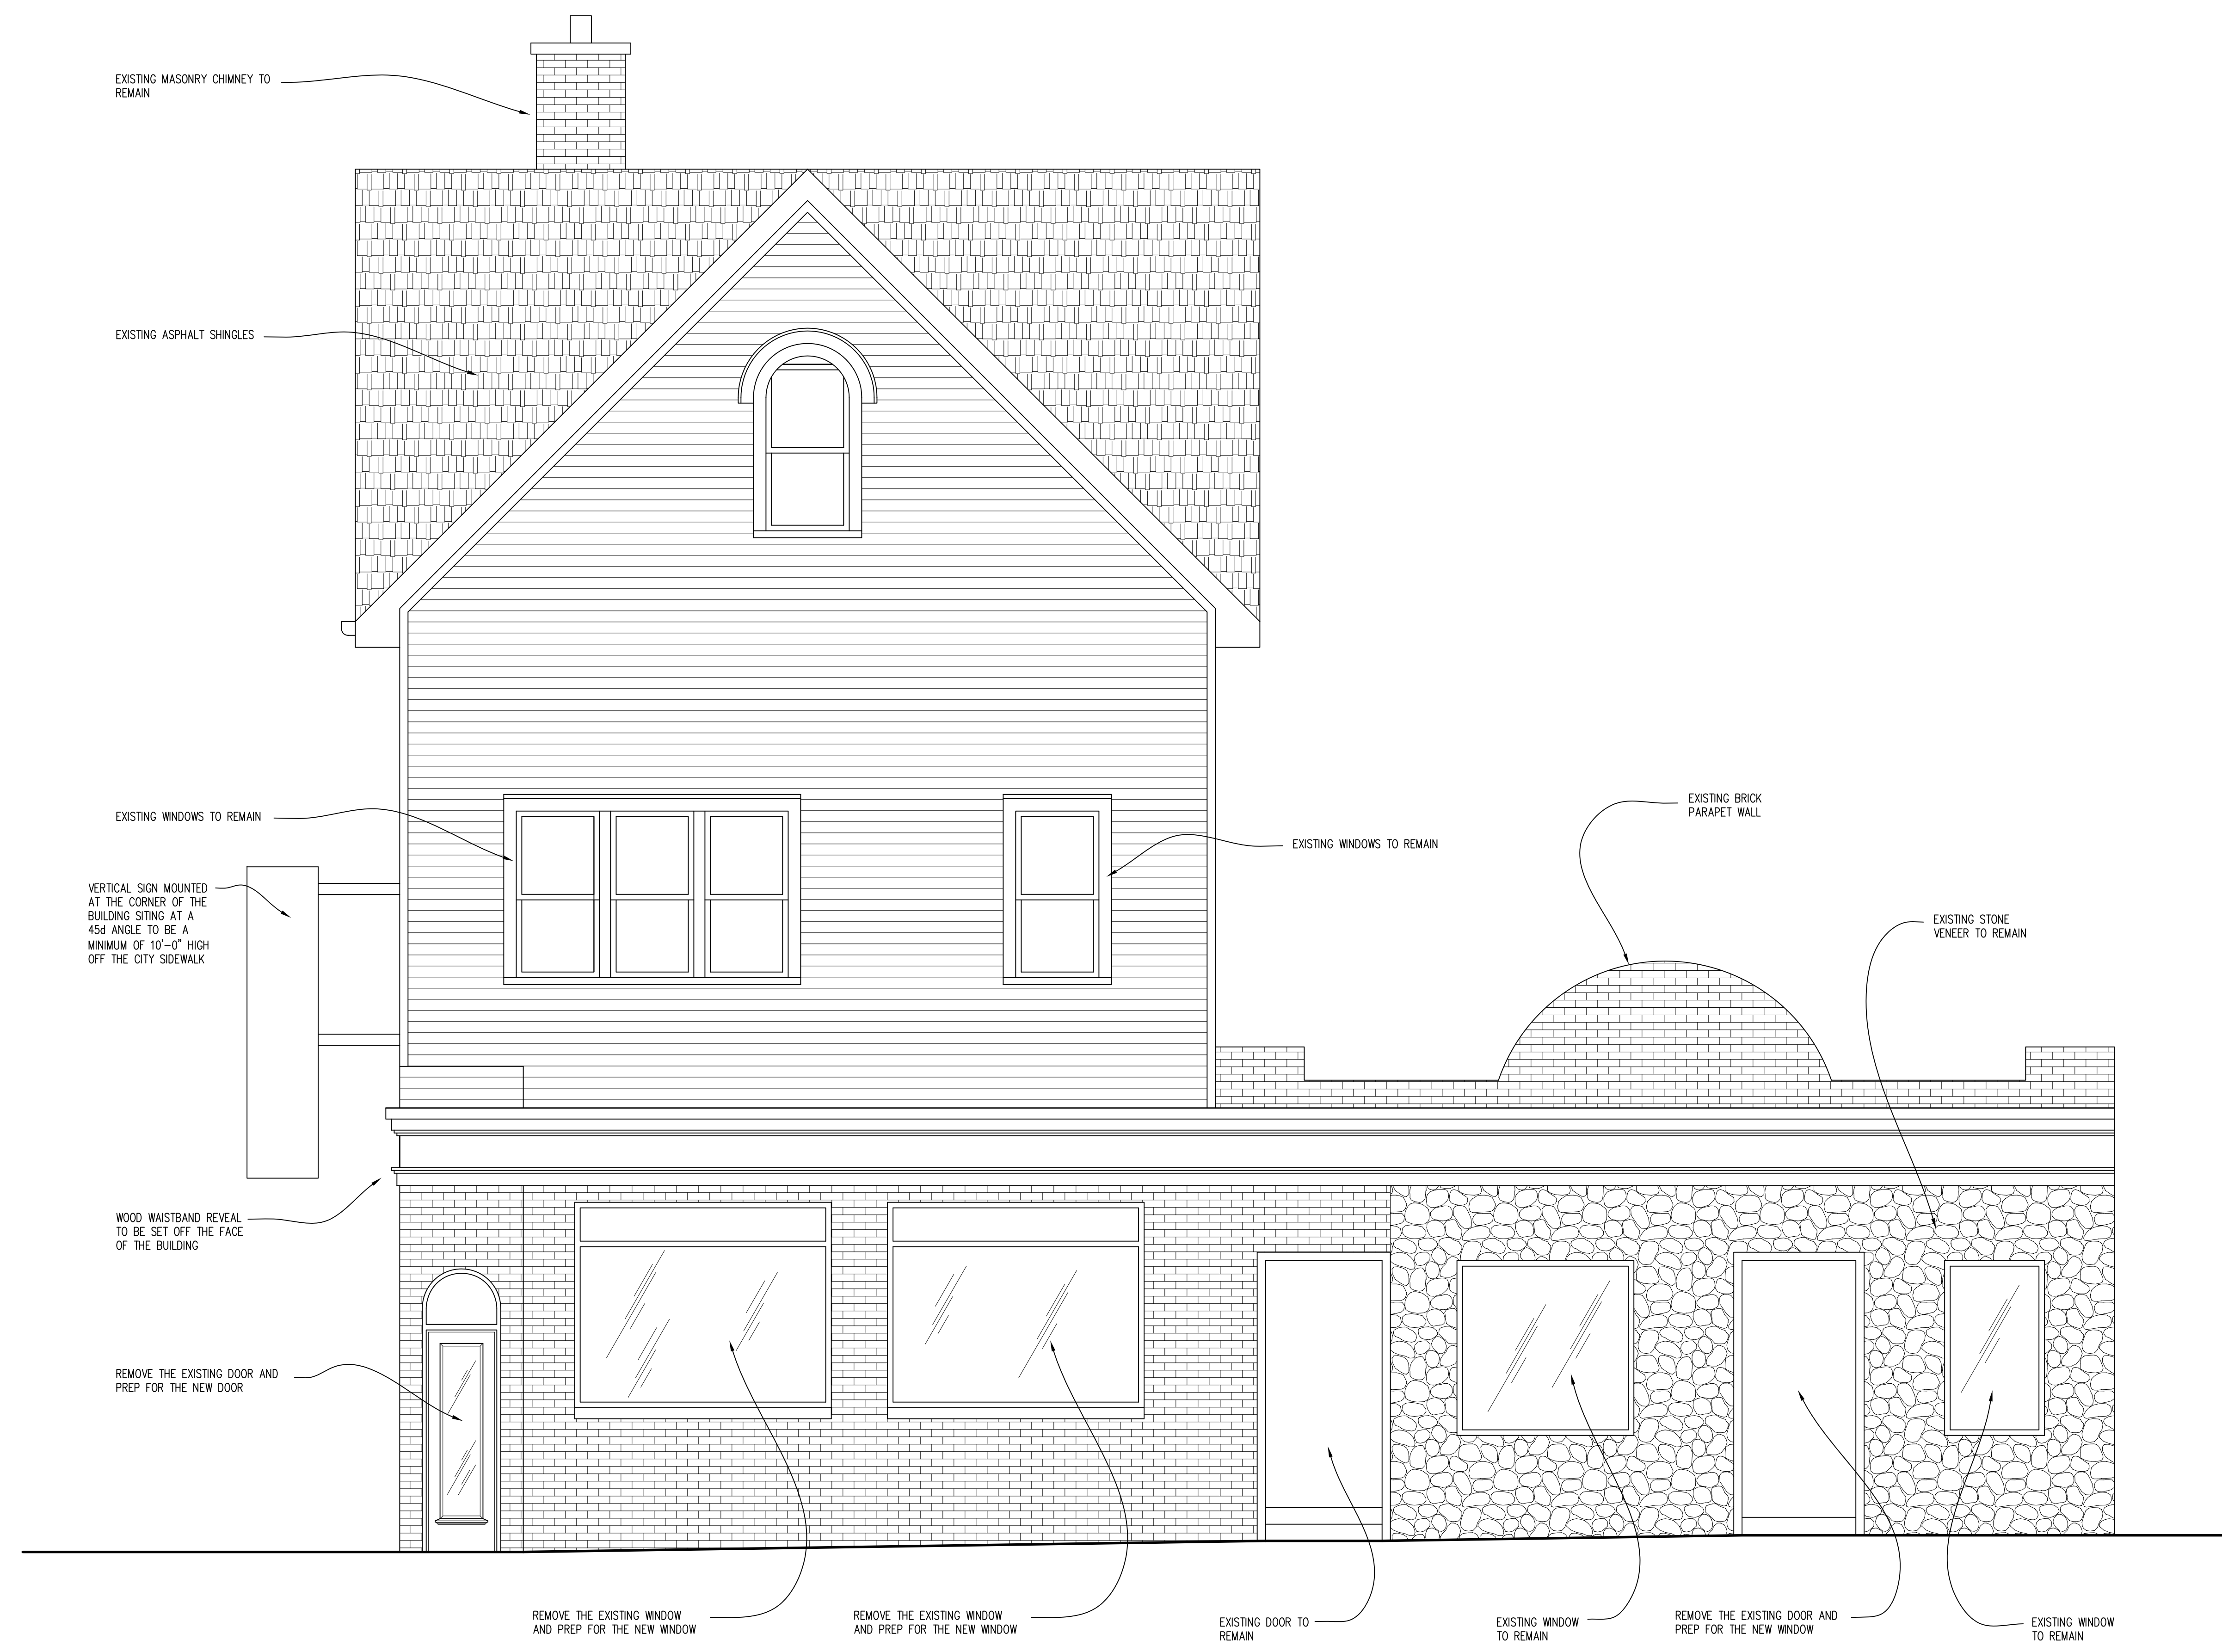 EXISTING MASONRY CHIMNEY TO
REMAIN
EXISTING ASPHALT SHINGLES
EXISTING WINDOWS TO REMAIN
EXISTING WINDOWS TO REMAIN
EXISTING BRICK
PARAPET WALL
VERTICAL SIGN MOUNTED
AT THE CORNER OF THE
BUILDING SITING AT A
45d ANGLE TO BE A
MINIMUM OF 10'-0" HIGH
OFF THE CITY SIDEWALK
EXISTING STONE
VENEER TO REMAIN
WOOD WAISTBAND REVEAL
TO BE SET OFF THE FACE
OF THE BUILDING
REMOVE THE EXISTING DOOR AND
PREP FOR THE NEW DOOR
REMOVE THE EXISTING WINDOW
AND PREP FOR THE NEW WINDOW
REMOVE THE EXISTING WINDOW
AND PREP FOR THE NEW WINDOW
EXISTING DOOR TO
REMAIN
EXISTING WINDOW
TO REMAIN
REMOVE THE EXISTING DOOR AND
PREP FOR THE NEW WINDOW
EXISTING WINDOW
TO REMAIN